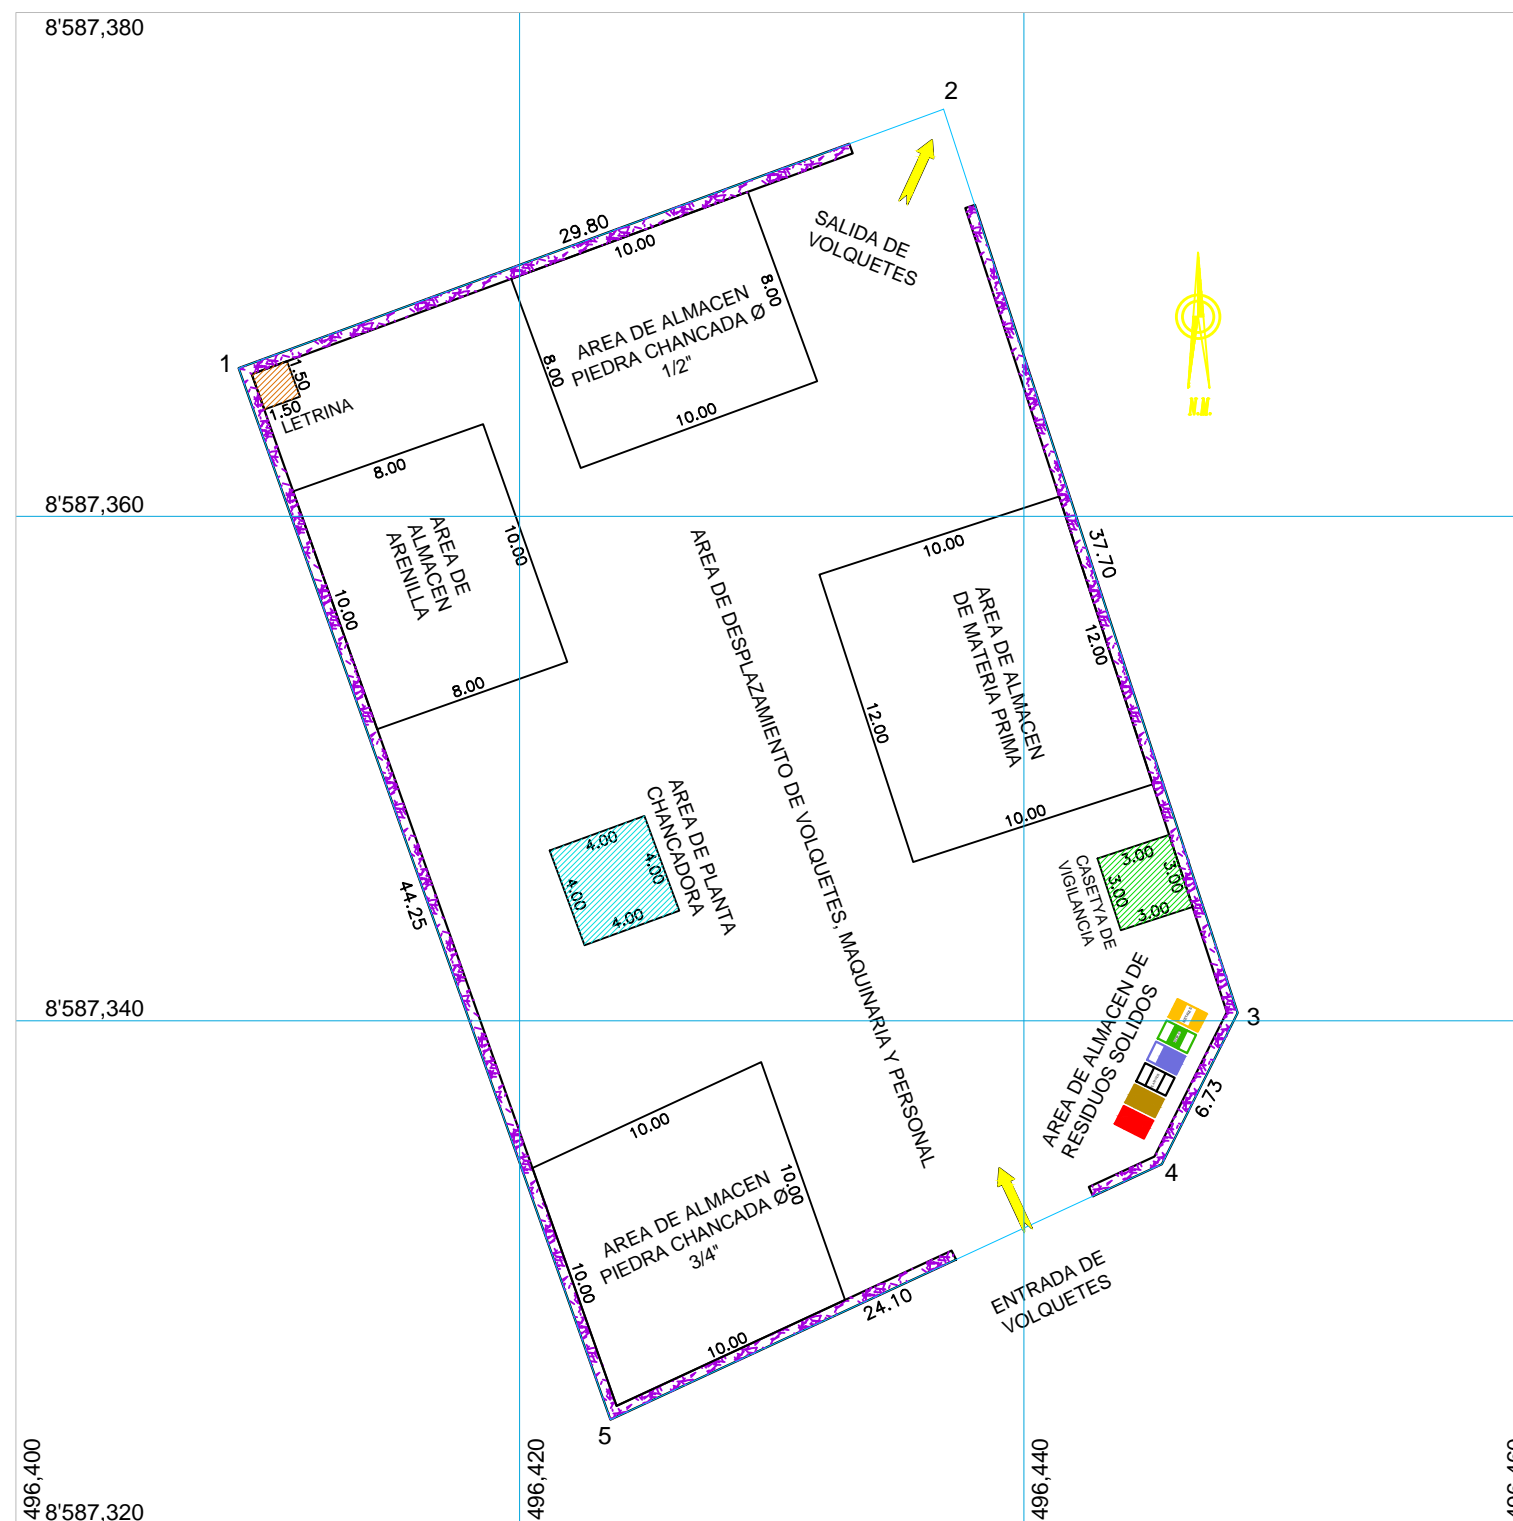 8'587,380
2
29.80
10.00
SALIDA DE
VOLQUETES
8.00
AREA DE ALMACEN
PIEDRA CHANCADA Ø
1/2"
8.00
10.00
1
1.50
1.50
LETRINA
8'587,360
8.00
AREA DE
ALMACEN
ARENILLA
10.00
10.00
8.00
10.00
37.70
AREA DE ALMACEN
DE MATERIA PRIMA
12.00
12.00
10.00
AREA DE DESPLAZAMIENTO DE VOLQUETES, MAQUINARIA Y PERSONAL
AREA DE PLANTA
CHANCADORA
4.00
4.00
4.00
4.00
44.25
3.00
3.00
3.00
3.00
CASETYA DE
VIGILANCIA
8'587,340
3
AREA DE ALMACEN DE
RESIDUOS SOLIDOS
6.73
4
10.00
10.00
AREA DE ALMACEN
PIEDRA CHANCADA Ø
3/4"
10.00
10.00
24.10
ENTRADA DE
VOLQUETES
5
496,400
496,420
496,440
496,460
8'587,320